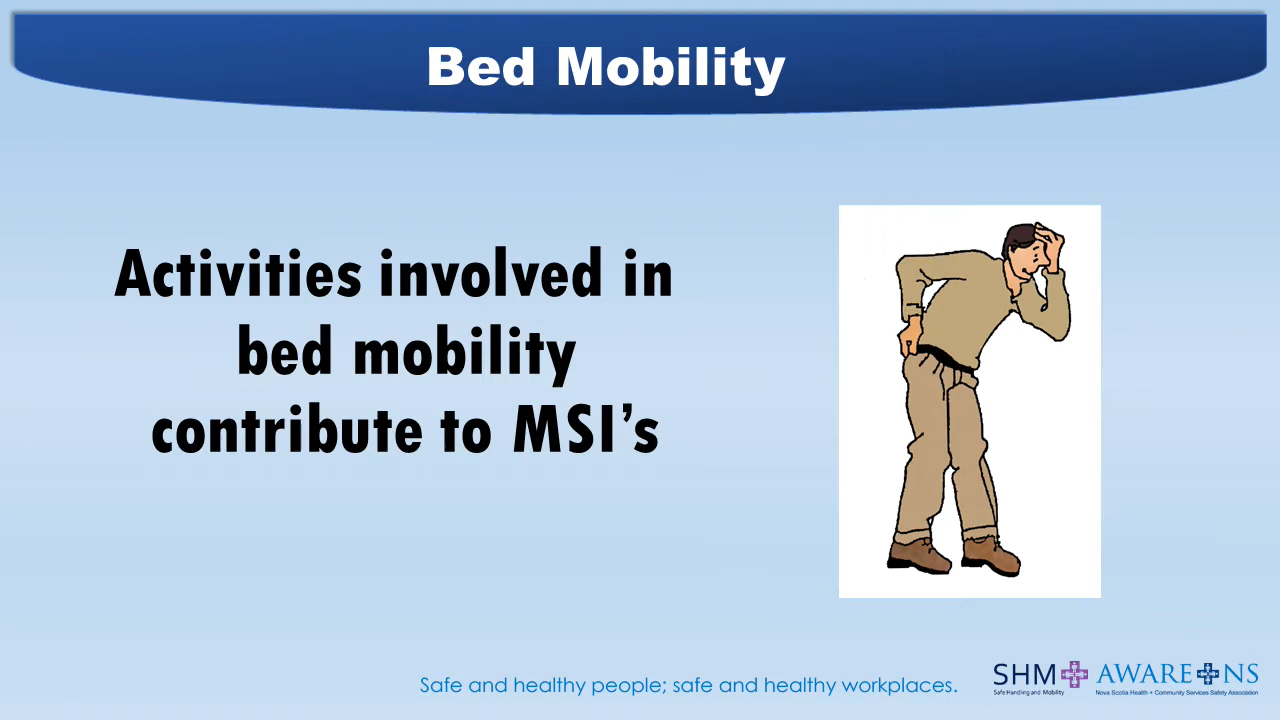 Bed Mobility
Activities involved in
bed mobility
contribute to MSI’s
Safe and healthy people; safe and healthy workplaces.
SHM
Safe Handling and Mobility
AWARE NS
Nova Scotia Health + Community Services Safety Association